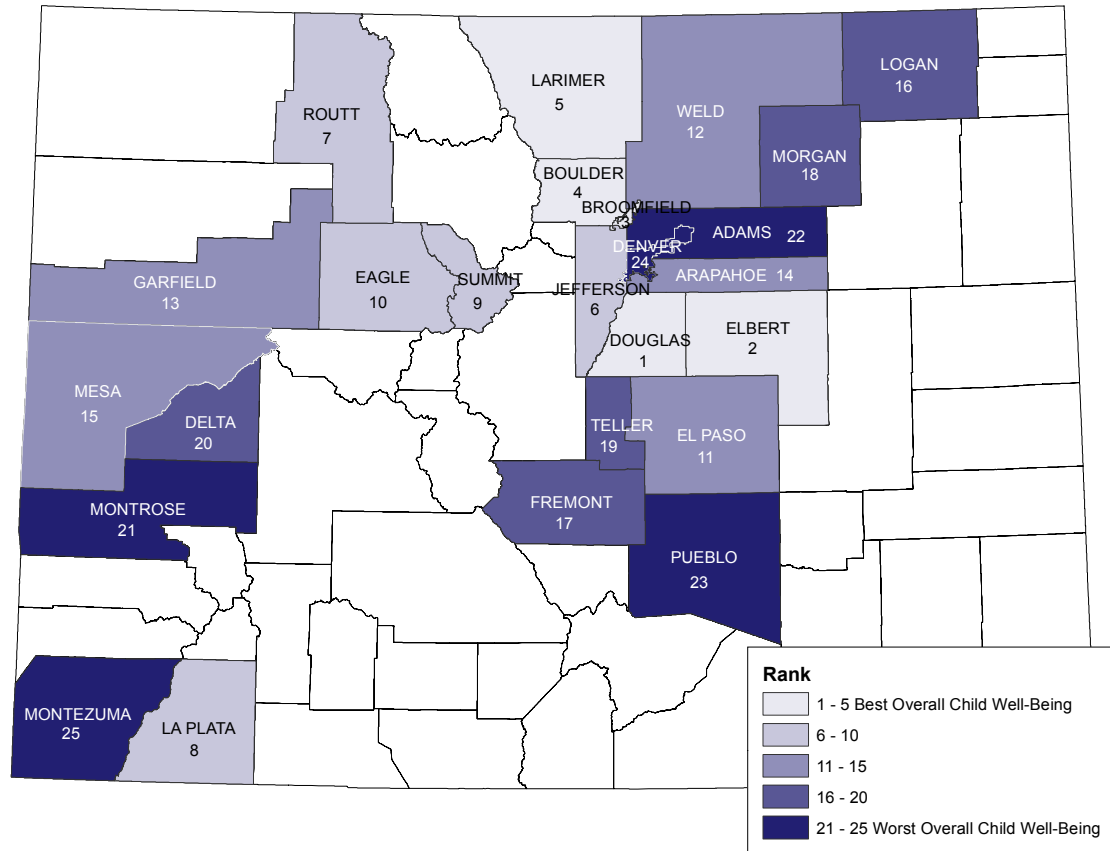 LOGAN
16
LARIMER
5
WELD
12
ROUTT
7
MORGAN
18
BOULDER
4
BROOMFIELD
3
ADAMS 22
DENVER
24
ARAPAHOE 14
GARFIELD
13
EAGLE
10
SUMMIT
9
JEFFERSON
6
DOUGLAS
1
ELBERT
2
MESA
15
DELTA
20
TELLER
19
EL PASO
11
MONTROSE
21
FREMONT
17
PUEBLO
23
MONTEZUMA
25
LA PLATA
8
Rank
1 - 5 Best Overall Child Well-Being
6 - 10
11 - 15
16 - 20
21 - 25 Worst Overall Child Well-Being